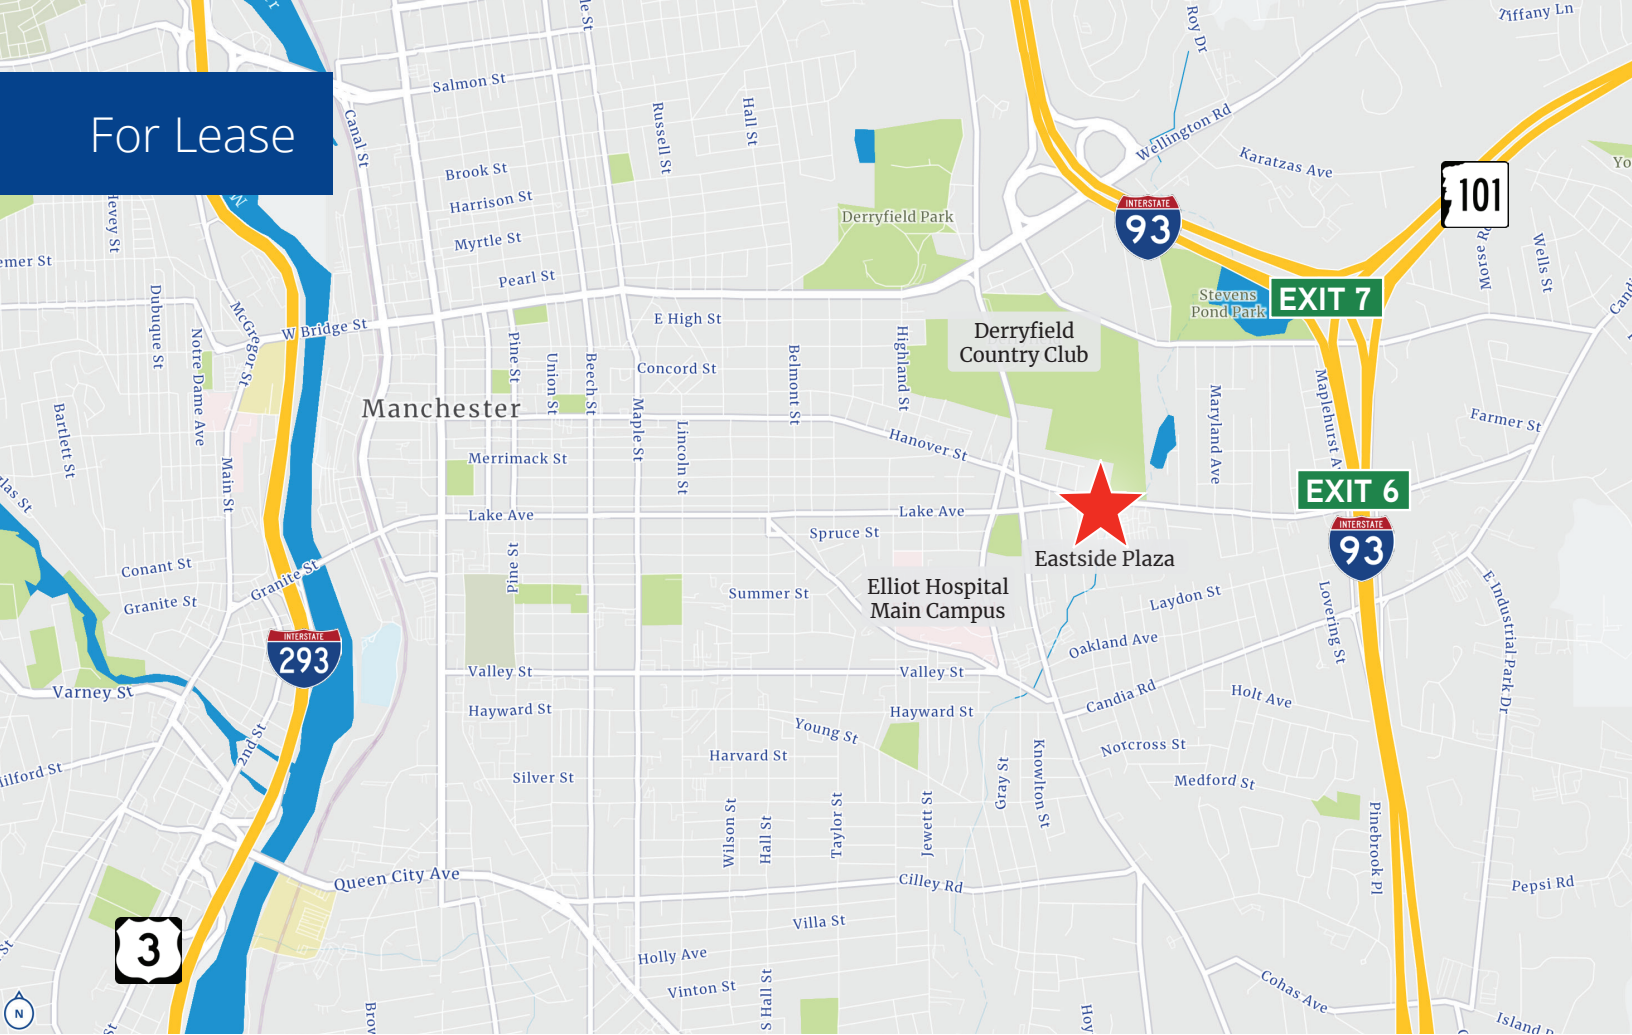 For Lease
Tiffany Ln
Roy Dr
Salmon St
Canal St
Russell St
Hall St
Wellington Rd
Karatzas Ave
Brook St
Harrison St
Myrtle St
Pearl St
Derryfield Park
INTERSTATE
93
101
Hevey St
Morse Rd
Wells St
Stevens
Pond Park
EXIT 7
Dubuque St
McGregor St
Notre Dame Ave
W Bridge St
E High St
Concord St
Pine St
Union St
Beech St
Belmont St
Highland St
Derryfield
Country Club
Maryland Ave
Farmer St
Bartlett St
Main St
Manchester
Maple St
Lincoln St
Hanover St
Merrimack St
EXIT 6
INTERSTATE
93
Lake Ave
Lake Ave
Spruce St
Eastside Plaza
Conant St
Granite St
Granite St
Pine St
Summer St
Elliot Hospital
Main Campus
Laydon St
Oakland Ave
Lovering St
E Industrial Park Dr
INTERSTATE
293
Varney St
Valley St
Valley St
Candia Rd
Holt Ave
Hayward St
Hayward St
Young St
2nd St
Harvard St
Silver St
Norcross St
Medford St
Gray St
Knowlton St
Wilson St
Hall St
Taylor St
Jewett St
Pinebrook Pl
Queen City Ave
Cilley Rd
Pepsi Rd
Villa St
3
Holly Ave
Vinton St
S Hall St
Cohas Ave
N